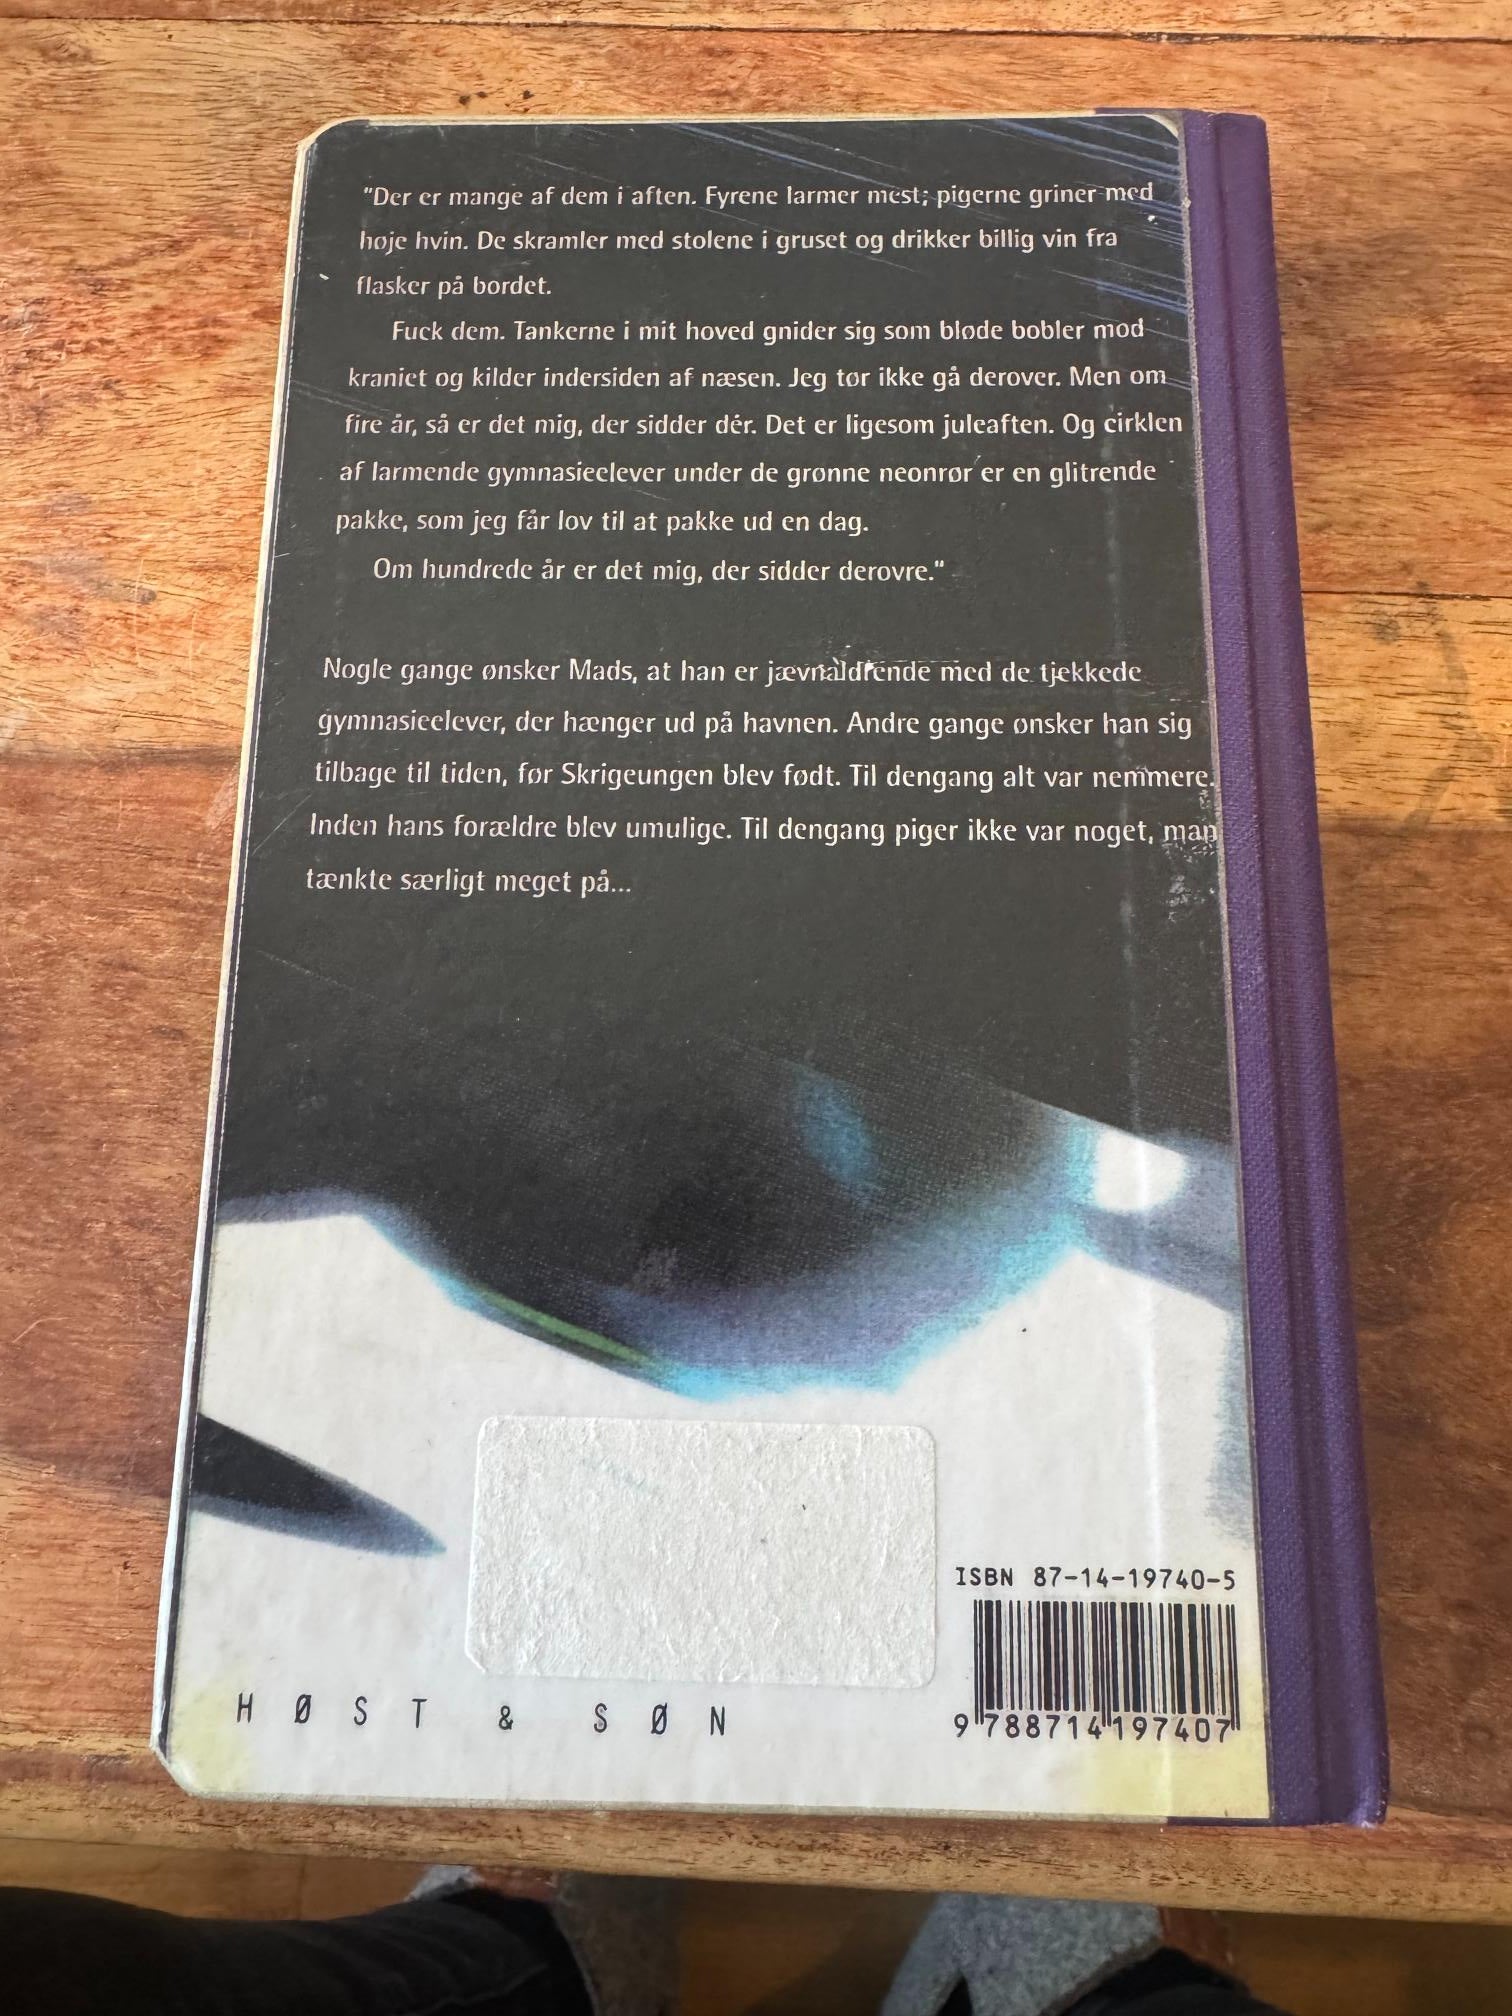 "Der er mange af dem i aften. Fyrene larmer mest; pigerne griner med
høje hvin. De skramler med stolene i gruset og drikker billig vin fra
flasker på bordet.
Fuck dem. Tankerne i mit hoved gnider sig som bløde bobler mod
kraniet og kilder indersiden af næsen. Jeg tør ikke gå derover. Men om
fire år, så er det mig, der sidder dér. Det er ligesom juleaften. Og cirklen
af larmende gymnasieelever under de grønne neonrør er en glitrende
pakke, som jeg får lov til at pakke ud en dag.
Om hundrede år er det mig, der sidder derovre."
Nogle gange ønsker Mads, at han er jævnaldrende med de tjekkede
gymnasieelever, der hænger ud på havnen. Andre gange ønsker han sig
tilbage til tiden, før Skrigeungen blev født. Til dengang alt var nemmere.
Inden hans forældre blev umulige. Til dengang piger ikke var noget, man
tænkte særligt meget på...
ISBN 87-14-19740-5
9 788714 197407
HØST & SØN